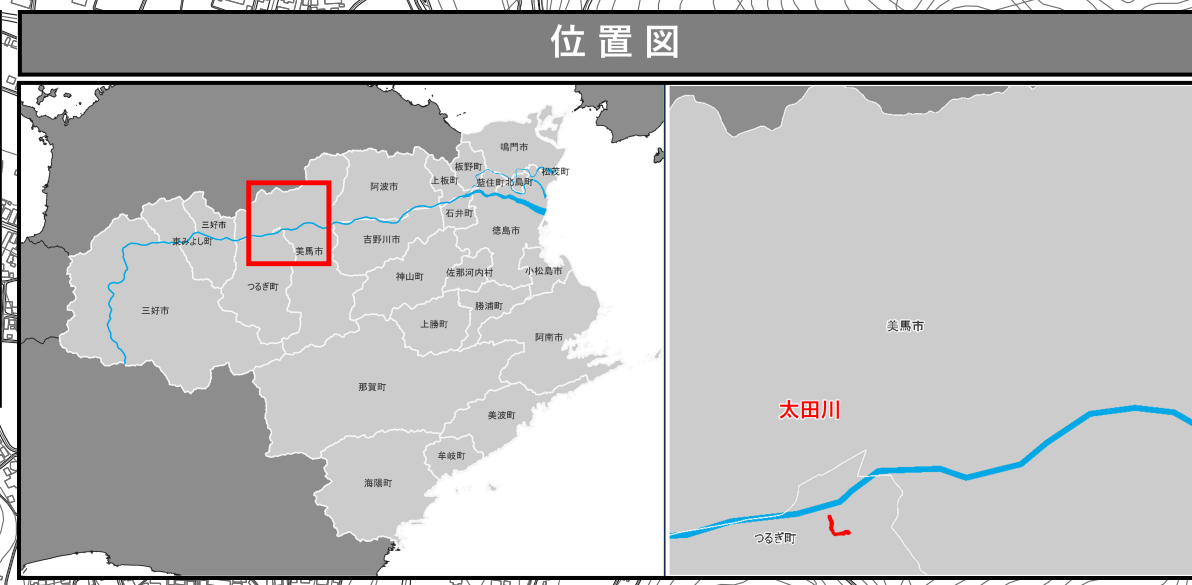 位置図
鳴門市
板野町
松茂町
上板町
藍住町
北島町
阿波市
石井町
三好市
東みよし町
美馬市
吉野川市
徳島市
神山町
佐那河内村
小松島市
つるぎ町
勝浦町
三好市
上勝町
阿南市
那賀町
美波町
牟岐町
海陽町
美馬市
太田川
つるぎ町